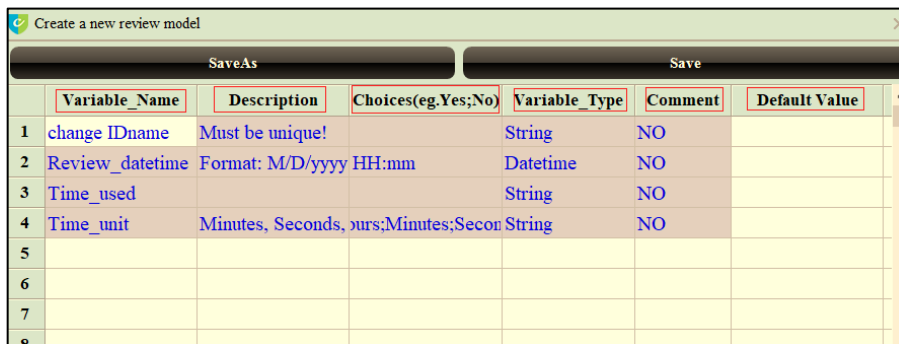 Create a new review model
SaveAs Save
Variable_Name Description Choices(eg.Yes;No) Variable_Type Comment Default Value
1 change IDname Must be unique! String NO
2 Review_datetime Format: M/D/yyyy HH:mm Datetime NO
3 Time_used String NO
4 Time_unit Minutes, Seconds, ;Minutes; String NO
5
6
7